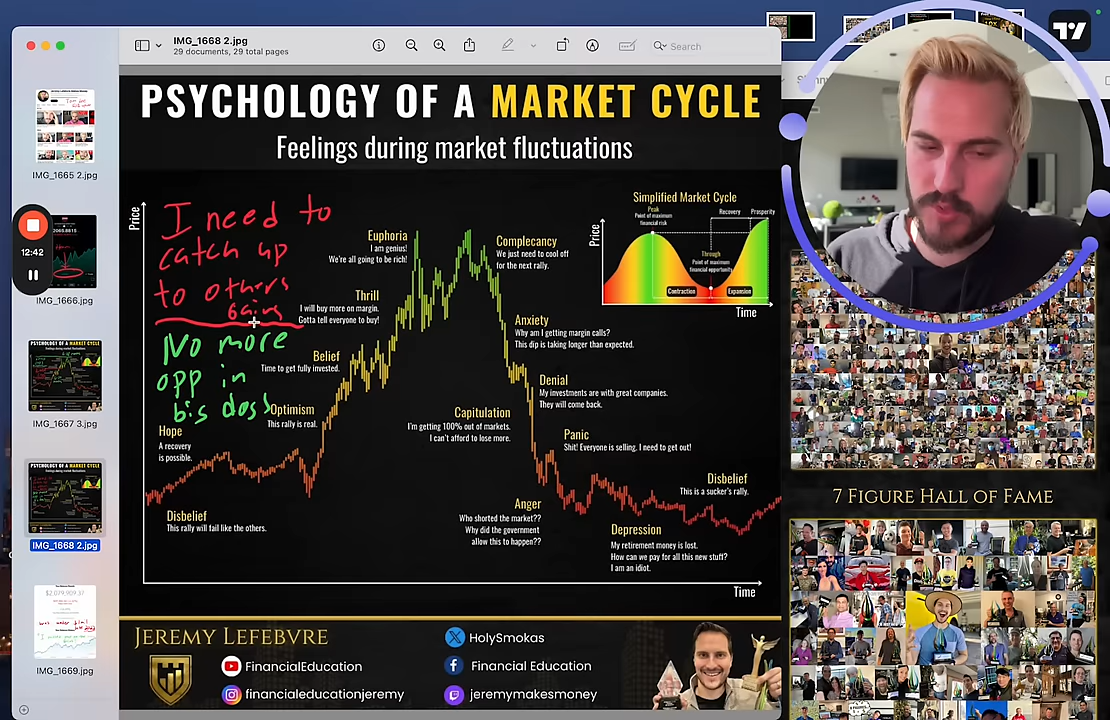 IMG_1668 2.jpg
29 documents, 29 total pages
Search
IMG_1665 2.jpg
12:42
IMG_1666.jpg
IMG_1667 3.jpg
IMG_1668 2.jpg
IMG_1669.jpg
PSYCHOLOGY OF A MARKET CYCLE
Feelings during market fluctuations
Price
I need to
catch up
to others
gains
No more
opp in
big dogs
Euphoria
I am genius!
We're all going to be rich!
Thrill
I will buy more on margin.
Gotta tell everyone to buy!
Belief
Time to get fully invested.
Optimism
This rally is real.
Hope
A recovery
is possible.
Disbelief
This rally will fail like the others.
Complecancy
We just need to cool off
for the next rally.
Anxiety
Why am I getting margin calls?
This dip is taking longer than expected.
Denial
My investments are with great companies.
They will come back.
Capitulation
I'm getting 100% out of markets.
I can't afford to lose more.
Panic
Shit! Everyone is selling. I need to get out!
Anger
Who shorted the market??
Why did the government
allow this to happen??
Depression
My retirement money is lost.
How can we pay for all this new stuff?
I am an idiot.
Disbelief
This is a sucker's rally.
Time
Simplified Market Cycle
Price
Peak
Point of maximum
financial risk
Recovery
Prasperity
Through
Point of maximum
financial opportunity
Contraction
Expansion
Time
JEREMY LEFEBVRE
FinancialEducation
financialeducationjeremy
HolySmokas
Financial Education
jeremymakesmoney
7 FIGURE HALL OF FAME